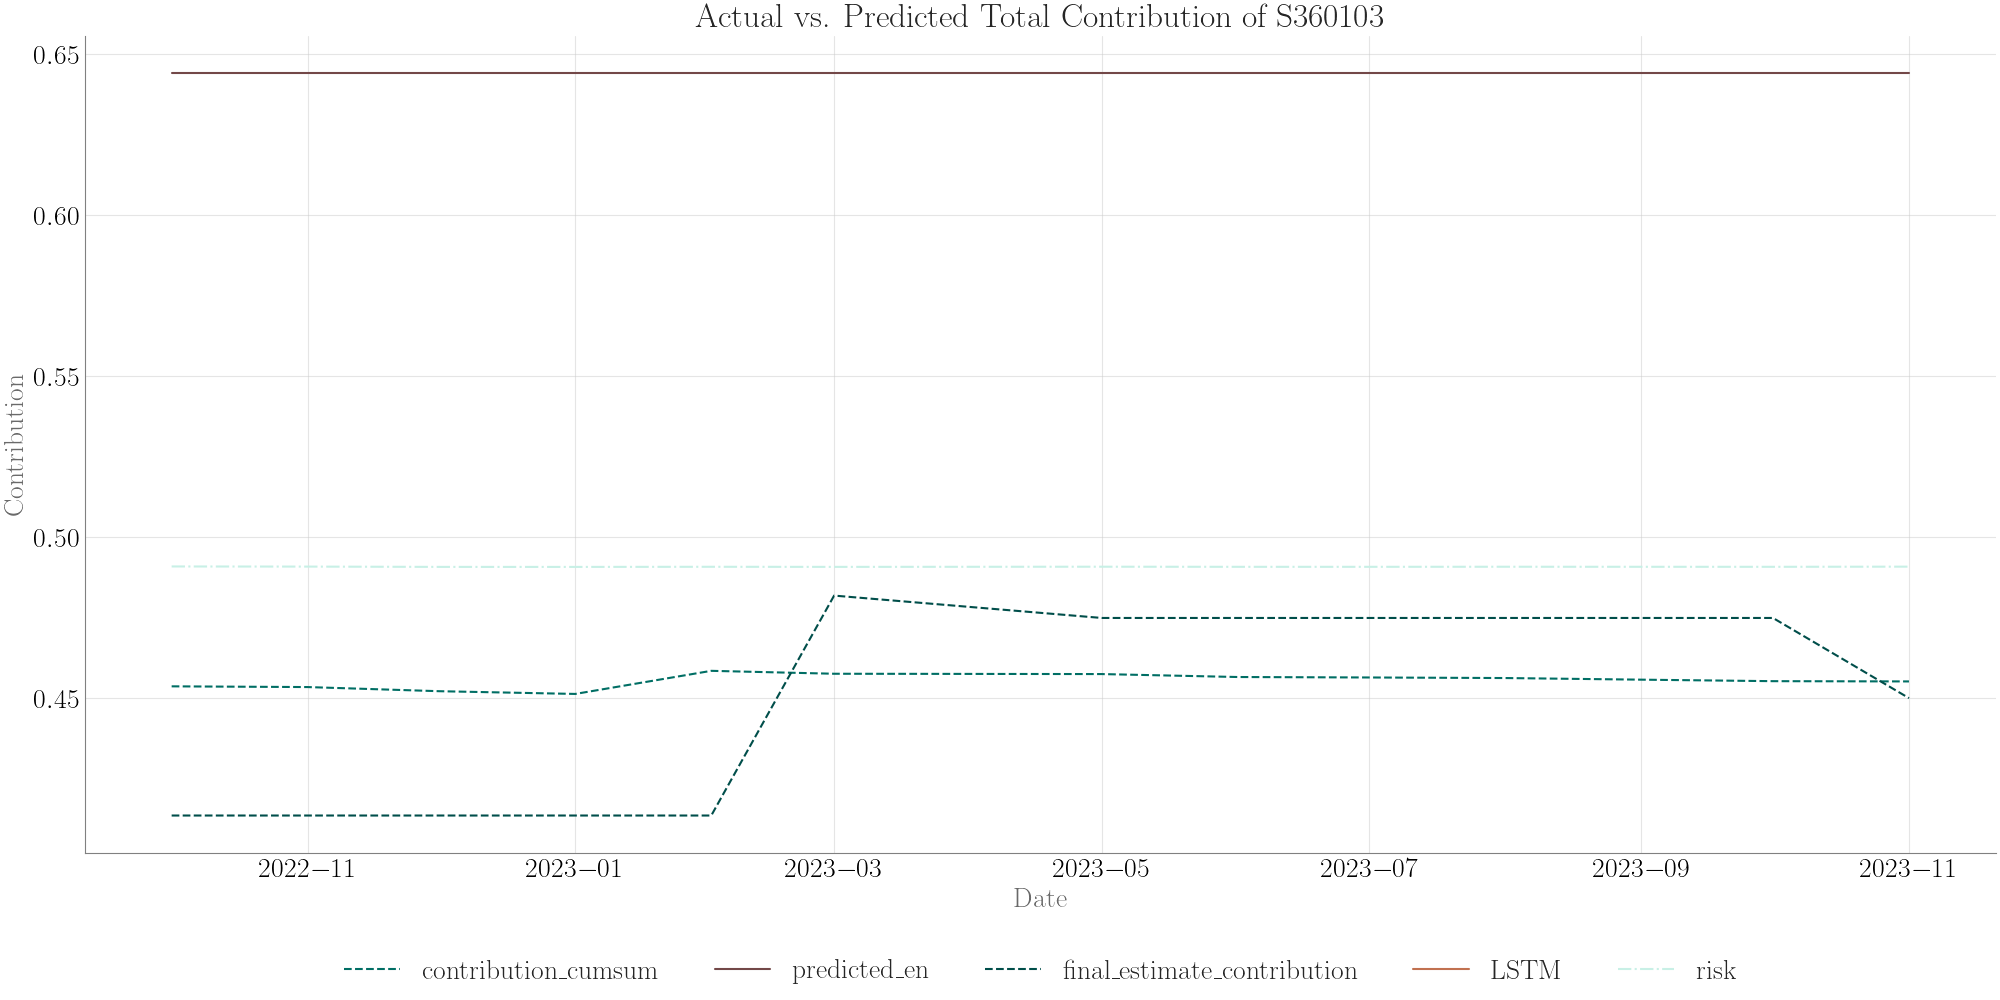 Actual vs. Predicted Total Contribution of S360103
0.65
0.60
0.55
0.50
0.45
Contribution
2022–11
2023–01
2023–03
2023–05
2023–07
2023–09
2023–11
Date
contribution_cumsum
predicted_en
final_estimate_contribution
LSTM
risk